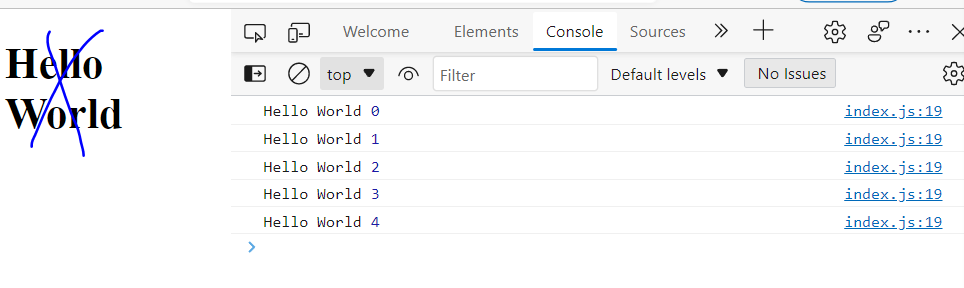 Hello
World
Welcome Elements Console Sources
top Filter Default levels No Issues
Hello World 0 index.js:19
Hello World 1 index.js:19
Hello World 2 index.js:19
Hello World 3 index.js:19
Hello World 4 index.js:19